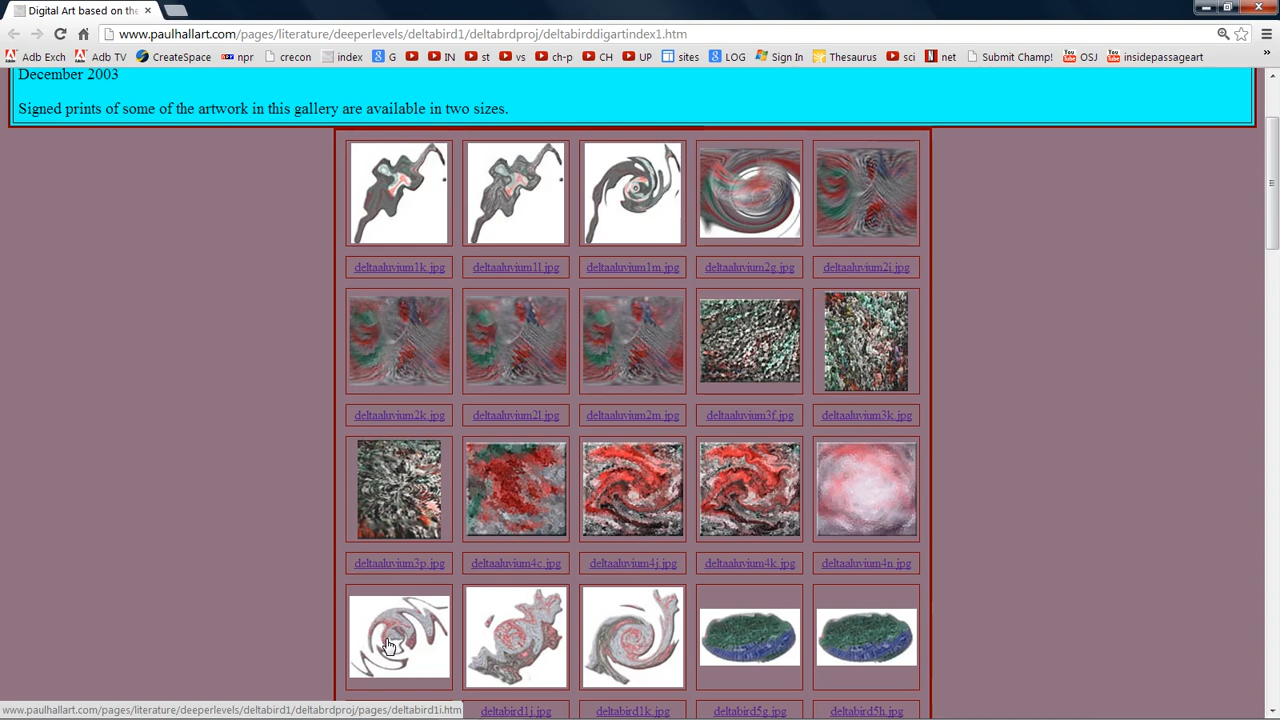 Digital Art based on the
www.paulhallart.com/pages/literature/deeperlevels/deltabird1/deltabrdproj/deltabirddigartindex1.htm
Adb Exch Adb TV CreateSpace npr crecon index G IN st vs ch-p CH UP sites LOG Sign In Thesaurus sci net Submit Champ! OSJ insidepassageart »
December 2003
Signed prints of some of the artwork in this gallery are available in two sizes.
deltaaluvium1k.jpg deltaaluvium1l.jpg deltaaluvium1m.jpg deltaaluvium2g.jpg deltaaluvium2i.jpg
deltaaluvium2k.jpg deltaaluvium2l.jpg deltaaluvium2m.jpg deltaaluvium3f.jpg deltaaluvium3k.jpg
deltaaluvium3p.jpg deltaaluvium4c.jpg deltaaluvium4j.jpg deltaaluvium4k.jpg deltaaluvium4n.jpg
www.paulhallart.com/pages/literature/deeperlevels/deltabird1/deltabrdproj/pages/deltabird1i.htm deltabird1j.jpg deltabird1k.jpg deltabird5g.jpg deltabird5h.jpg